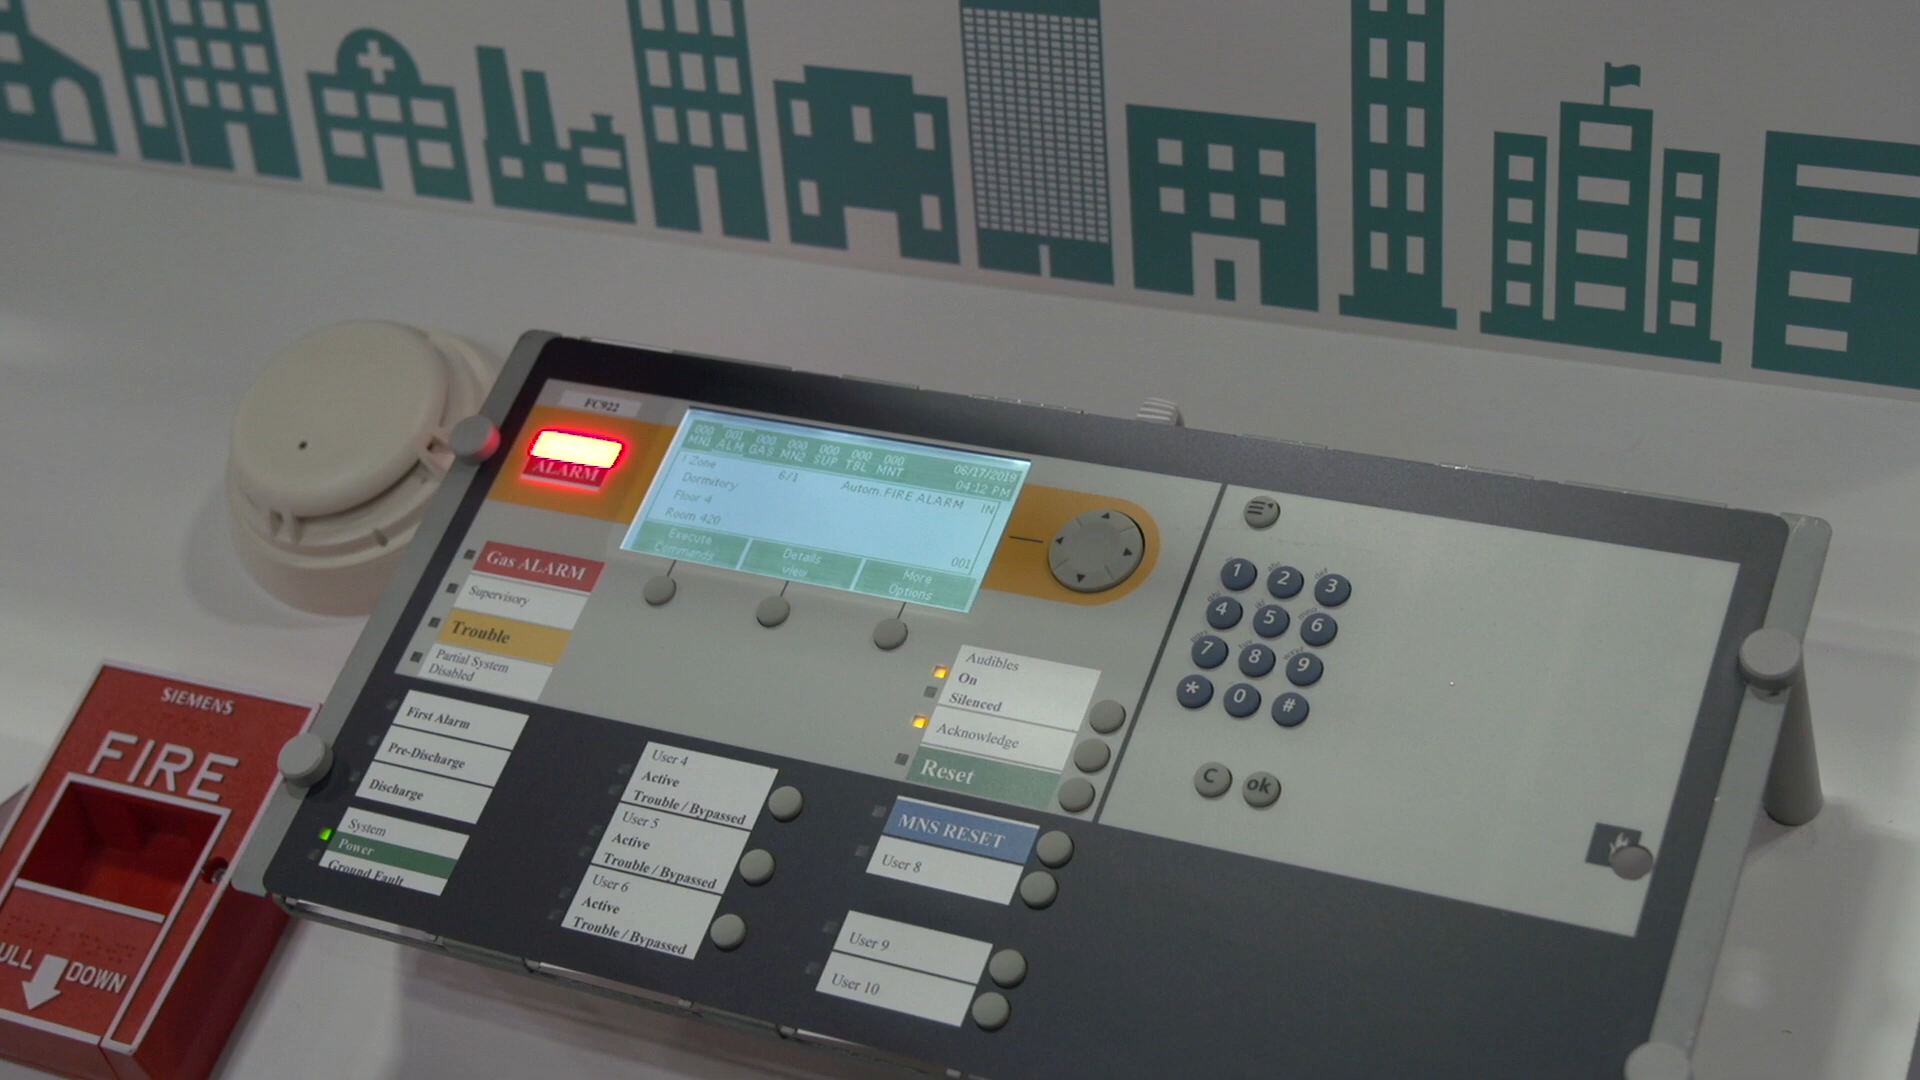 FC922
ALARM
000 001 000 000 000 000 000
MN1 ALM GAS MN2 SUP TBL MNT
06/17/2019
04:12 PM
1 Zone 6/1 Autom.FIRE ALARM IN
Dormitory
Floor 4
Room 420
001
Execute
Commands
Details
view
More
Options
Gas ALARM
Supervisory
Trouble
Partial System
Disabled
First Alarm
Pre-Discharge
Discharge
System
Power
Ground Fault
User 4
Active
Trouble / Bypassed
User 5
Active
Trouble / Bypassed
User 6
Active
Trouble / Bypassed
Audibles
On
Silenced
Acknowledge
Reset
MNS RESET
User 8
User 9
User 10
1 2 3
4 5 6
7 8 9
* 0 #
C ok
SIEMENS
FIRE
ULL DOWN